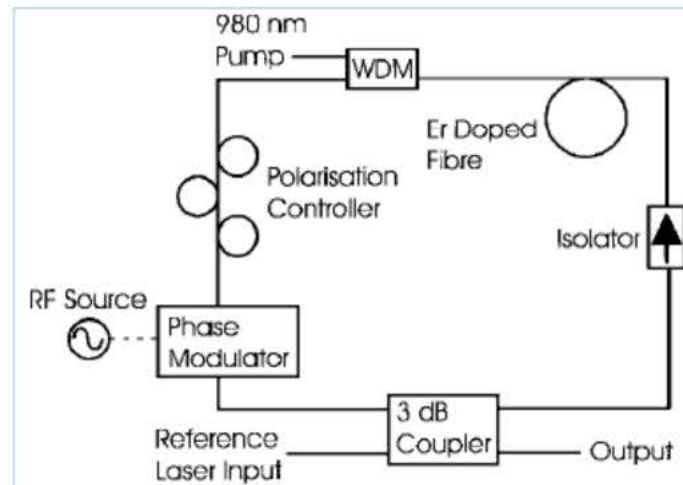 980 nm
Pump
WDM
Er Doped
Fibre
Polarisation
Controller
Isolator
RF Source
Phase
Modulator
3 dB
Coupler
Reference
Laser Input
Output